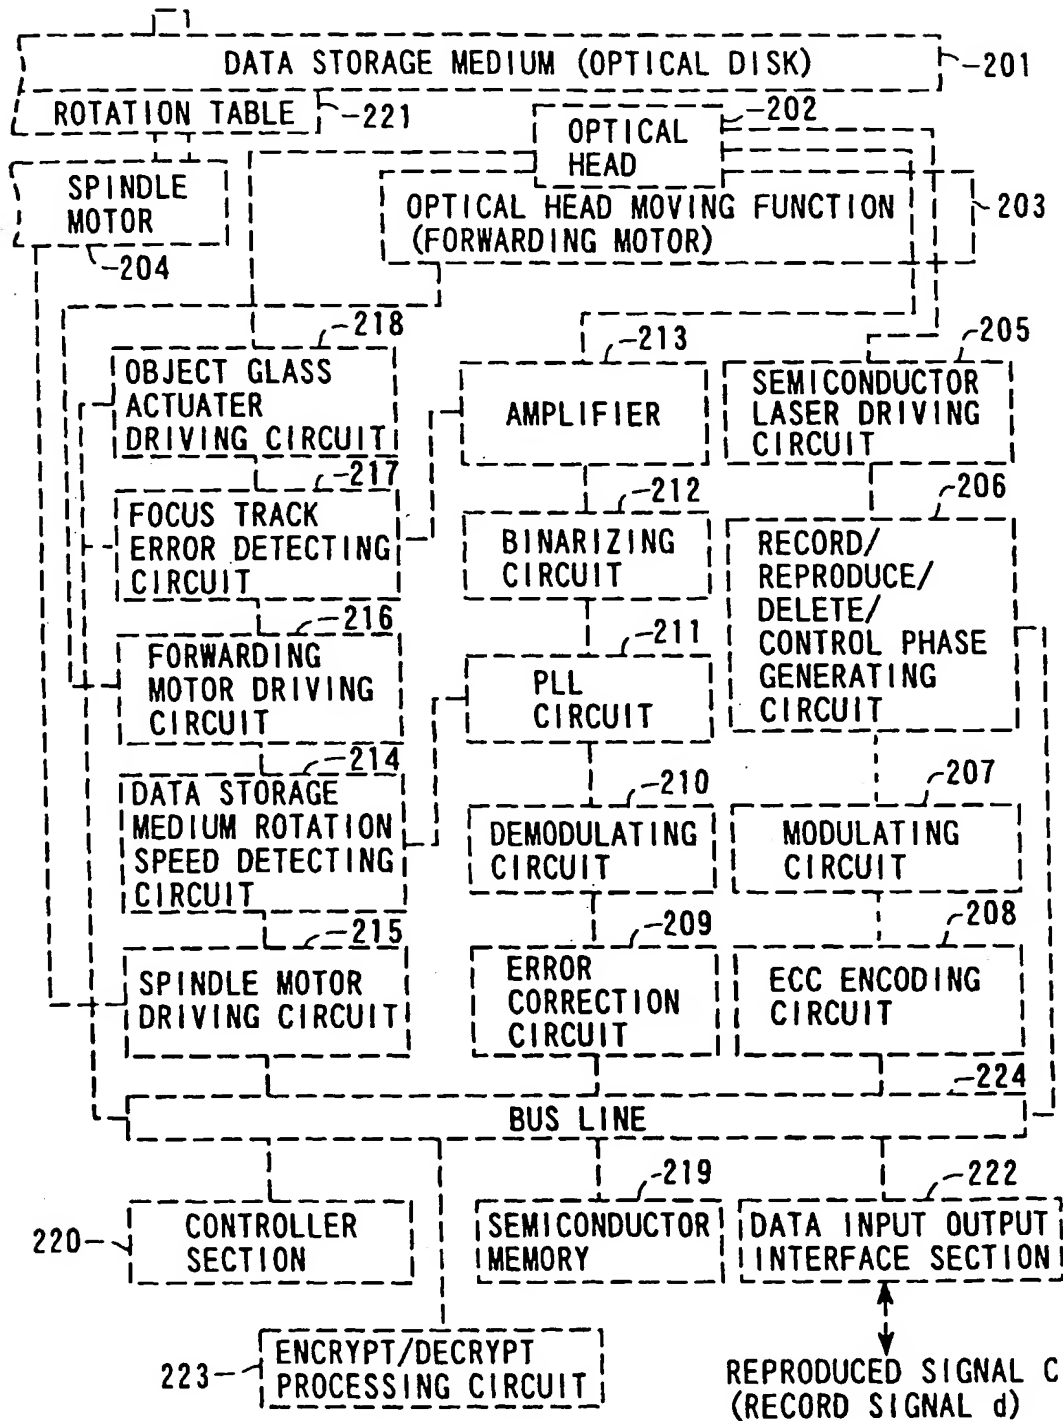 DATA STORAGE MEDIUM (OPTICAL DISK)
201
ROTATION TABLE
221
OPTICAL
HEAD
202
SPINDLE
MOTOR
204
OPTICAL HEAD MOVING FUNCTION
(FORWARDING MOTOR)
203
218
OBJECT GLASS
ACTUATER
DRIVING CIRCUIT
213
AMPLIFIER
205
SEMICONDUCTOR
LASER DRIVING
CIRCUIT
217
FOCUS TRACK
ERROR DETECTING
CIRCUIT
212
BINARIZING
CIRCUIT
206
RECORD/
REPRODUCE/
DELETE/
CONTROL PHASE
GENERATING
CIRCUIT
216
FORWARDING
MOTOR DRIVING
CIRCUIT
211
PLL
CIRCUIT
214
DATA STORAGE
MEDIUM ROTATION
SPEED DETECTING
CIRCUIT
210
DEMODULATING
CIRCUIT
207
MODULATING
CIRCUIT
215
SPINDLE MOTOR
DRIVING CIRCUIT
209
ERROR
CORRECTION
CIRCUIT
208
ECC ENCODING
CIRCUIT
224
BUS LINE
220
CONTROLLER
SECTION
219
SEMICONDUCTOR
MEMORY
222
DATA INPUT OUTPUT
INTERFACE SECTION
223
ENCRYPT/DECRYPT
PROCESSING CIRCUIT
REPRODUCED SIGNAL C
(RECORD SIGNAL d)